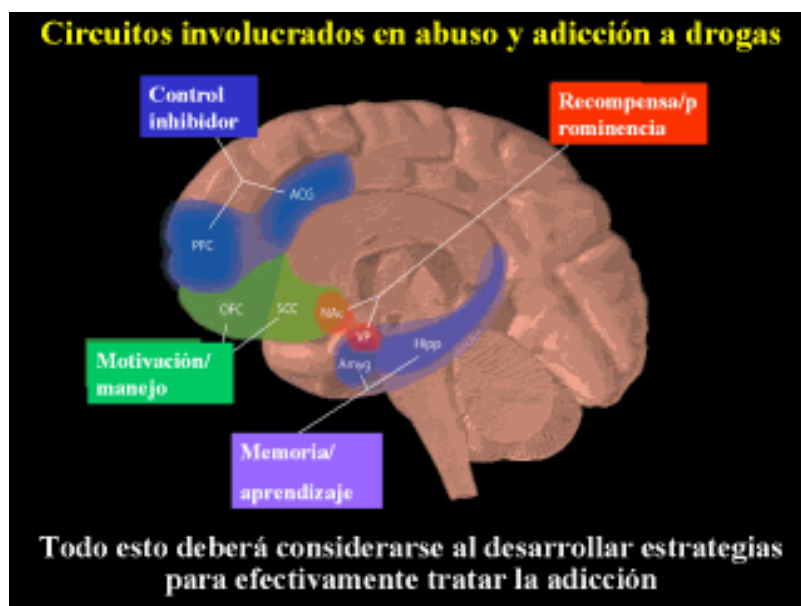 Circuitos involucrados en abuso y adicción a drogas
Control
inhibidor
Recompensa/p
rominencia
ACG
PFC
OFC
SCC
NAc
VP
Hipp
Amyg
Motivación/
manejo
Memoria/
aprendizaje
Todo esto deberá considerarse al desarrollar estrategias
para efectivamente tratar la adicción